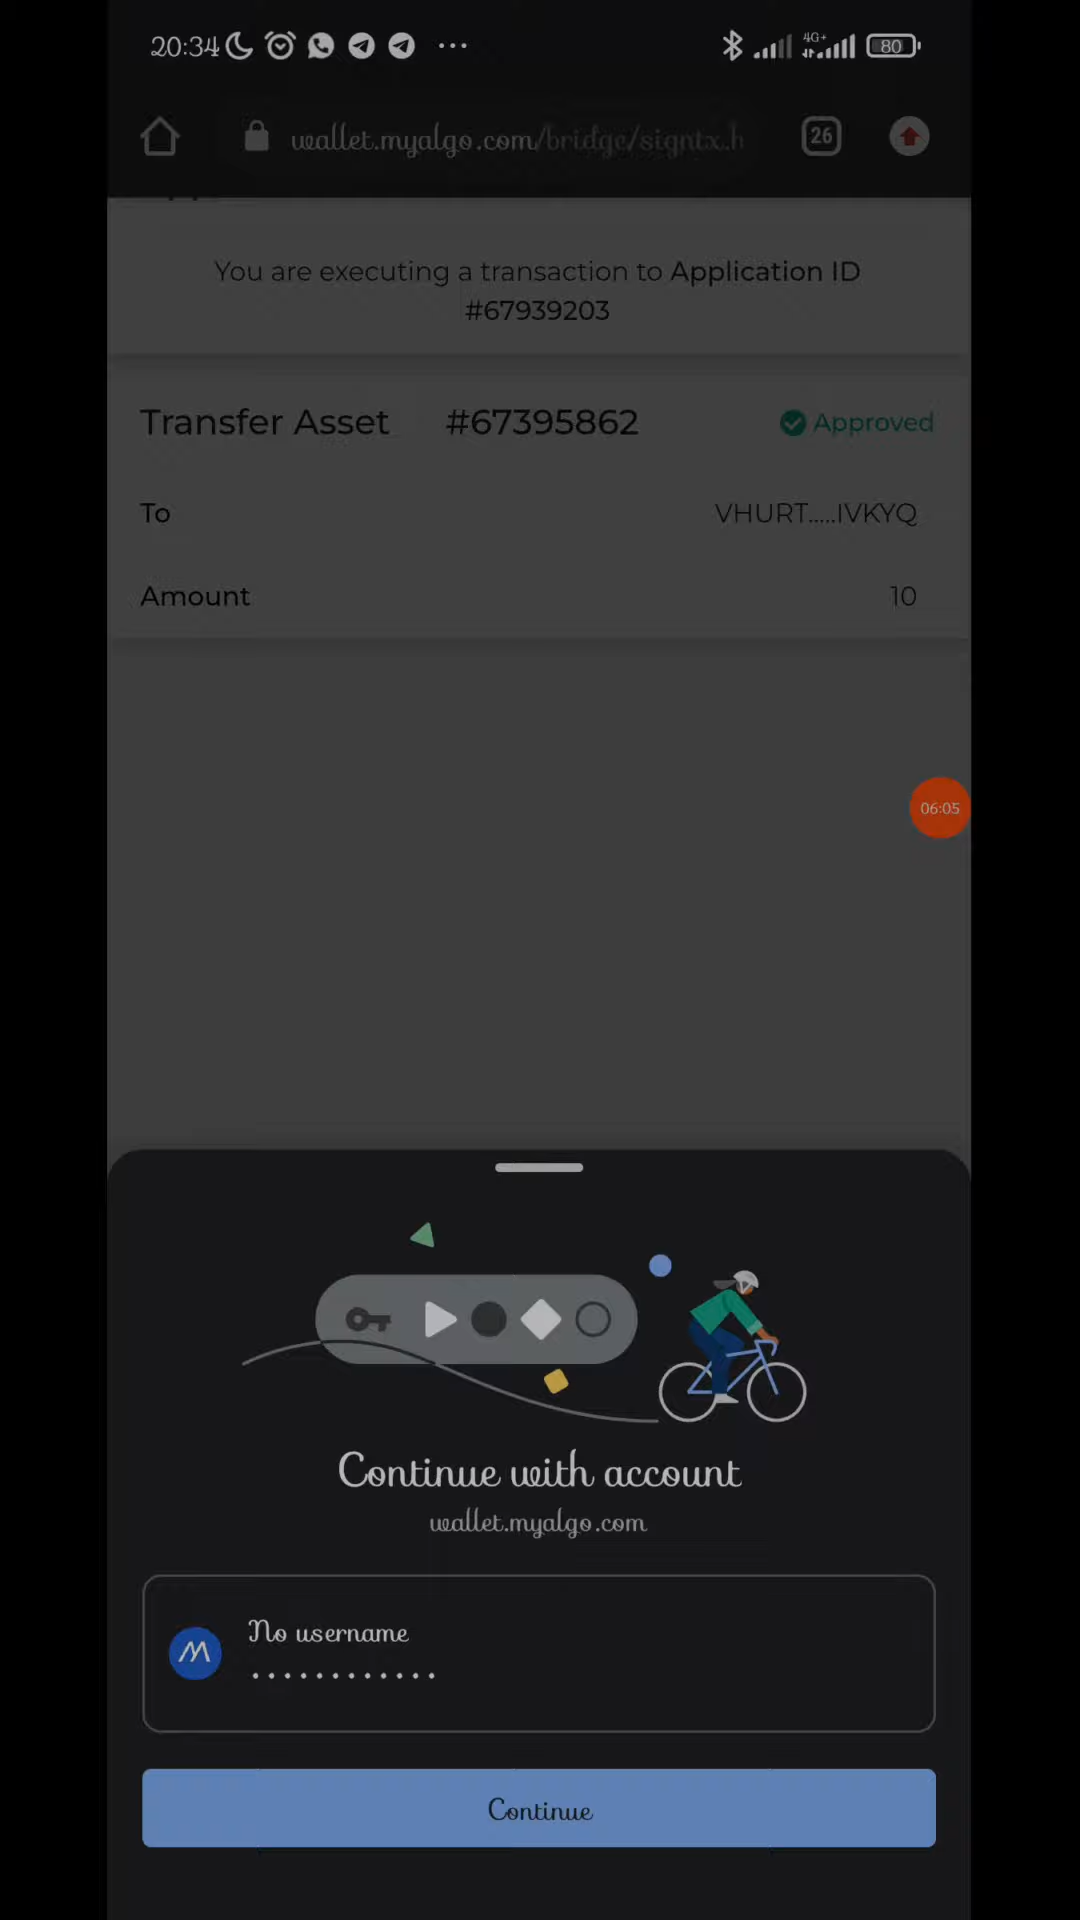 20:34 ... 4G+ 80
wallet.myalgo.com/bridge/signtx.h 26
You are executing a transaction to Application ID
#67939203
Transfer Asset #67395862 Approved
To VHURT.....IVKYQ
Amount 10
06:05
Continue with account
wallet.myalgo.com
No username
............
Continue